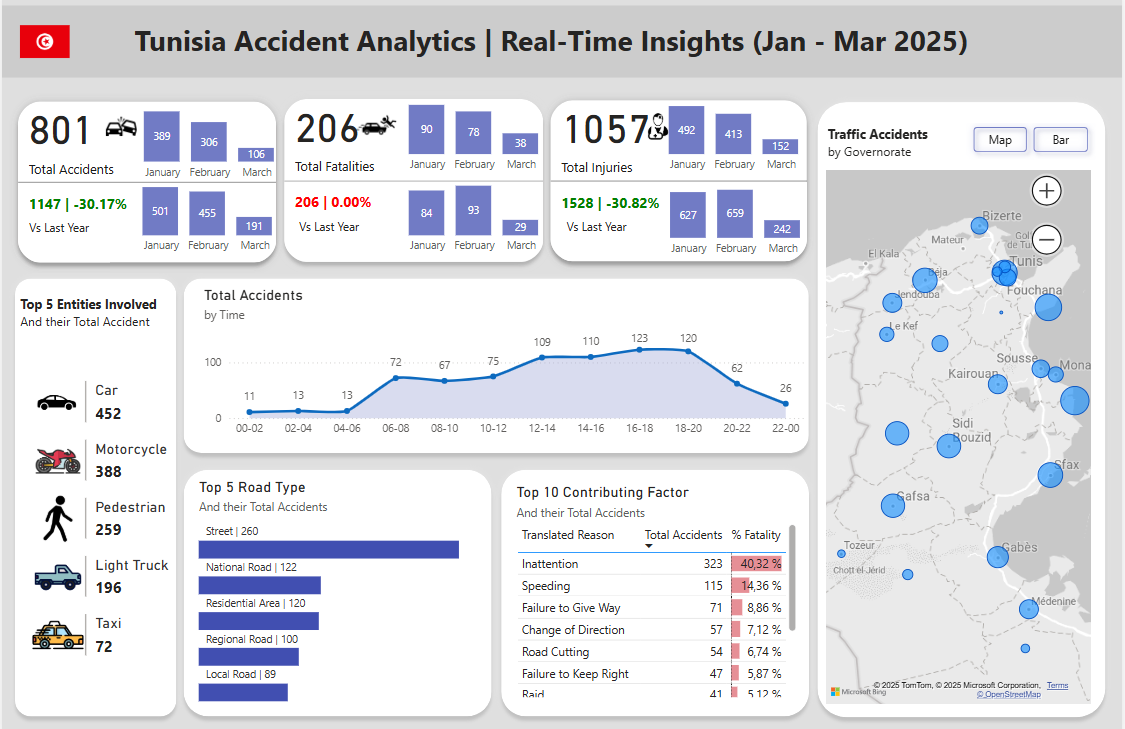 Tunisia Accident Analytics | Real-Time Insights (Jan - Mar 2025)
801
Total Accidents
389
306
106
January
February
March
1147 | -30.17%
Vs Last Year
501
455
191
January
February
March
206
Total Fatalities
90
78
38
January
February
March
206 | 0.00%
Vs Last Year
84
93
29
January
February
March
1057
Total Injuries
492
413
152
January
February
March
1528 | -30.82%
Vs Last Year
627
659
242
January
February
March
Top 5 Entities Involved
And their Total Accident
Car
452
Motorcycle
388
Pedestrian
259
Light Truck
196
Taxi
72
Total Accidents
by Time
100
0
11
13
13
72
67
75
109
110
123
120
62
26
00-02
02-04
04-06
06-08
08-10
10-12
12-14
14-16
16-18
18-20
20-22
22-00
Top 5 Road Type
And their Total Accidents
Street | 260
National Road | 122
Residential Area | 120
Regional Road | 100
Local Road | 89
Top 10 Contributing Factor
And their Total Accidents
Translated Reason Total Accidents % Fatality
Inattention 323 40,32 %
Speeding 115 14,36 %
Failure to Give Way 71 8,86 %
Change of Direction 57 7,12 %
Road Cutting 54 6,74 %
Failure to Keep Right 47 5,87 %
Raid 41 5,12 %
Traffic Accidents
by Governorate
Map
Bar
Bizerte
Mateur
Gol
de Tu
El Kala
Tunis
Béja
Jendouba
Fouchana
Le Kef
Sousse
Mona
Kairouan
Sidi
Bouzid
Sfax
Gafsa
Tozeur
Gabès
Chott el-Jérid
Médenine
Microsoft Bing
© 2025 TomTom, © 2025 Microsoft Corporation, Terms
© OpenStreetMap